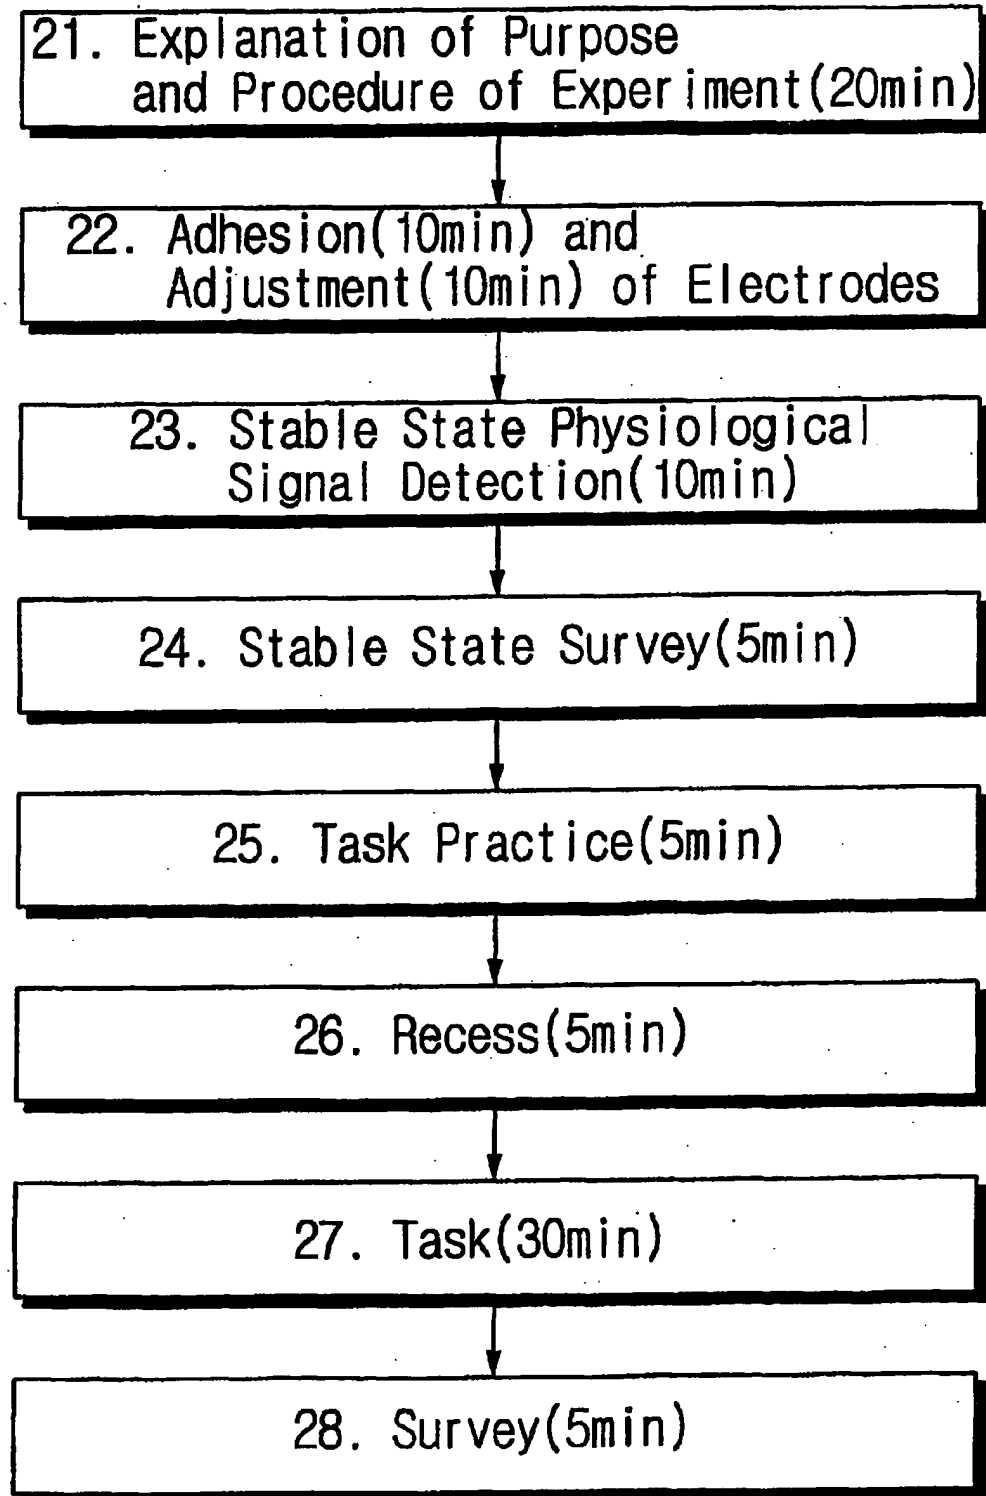 21. Explanation of Purpose
and Procedure of Experiment(20min)
22. Adhesion(10min) and
Adjustment(10min) of Electrodes
23. Stable State Physiological
Signal Detection(10min)
24. Stable State Survey(5min)
25. Task Practice(5min)
26. Recess(5min)
27. Task(30min)
28. Survey(5min)